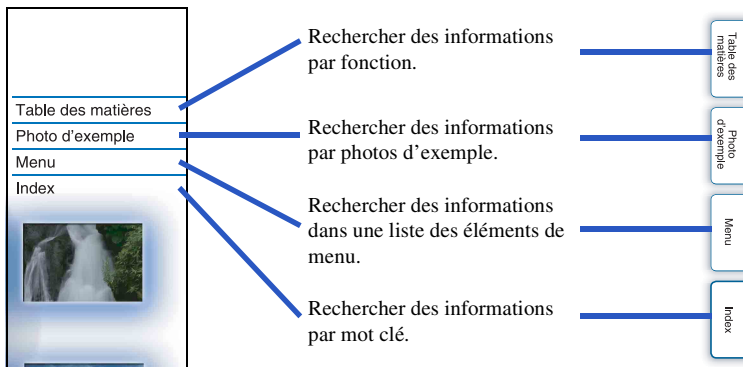 Table des matières
Photo d'exemple
Menu
Index
Rechercher des informations
par fonction.
Rechercher des informations
par photos d'exemple.
Rechercher des informations
dans une liste des éléments de
menu.
Rechercher des informations
par mot clé.
Table des
matières
Photo
d'exemple
Menu
Index